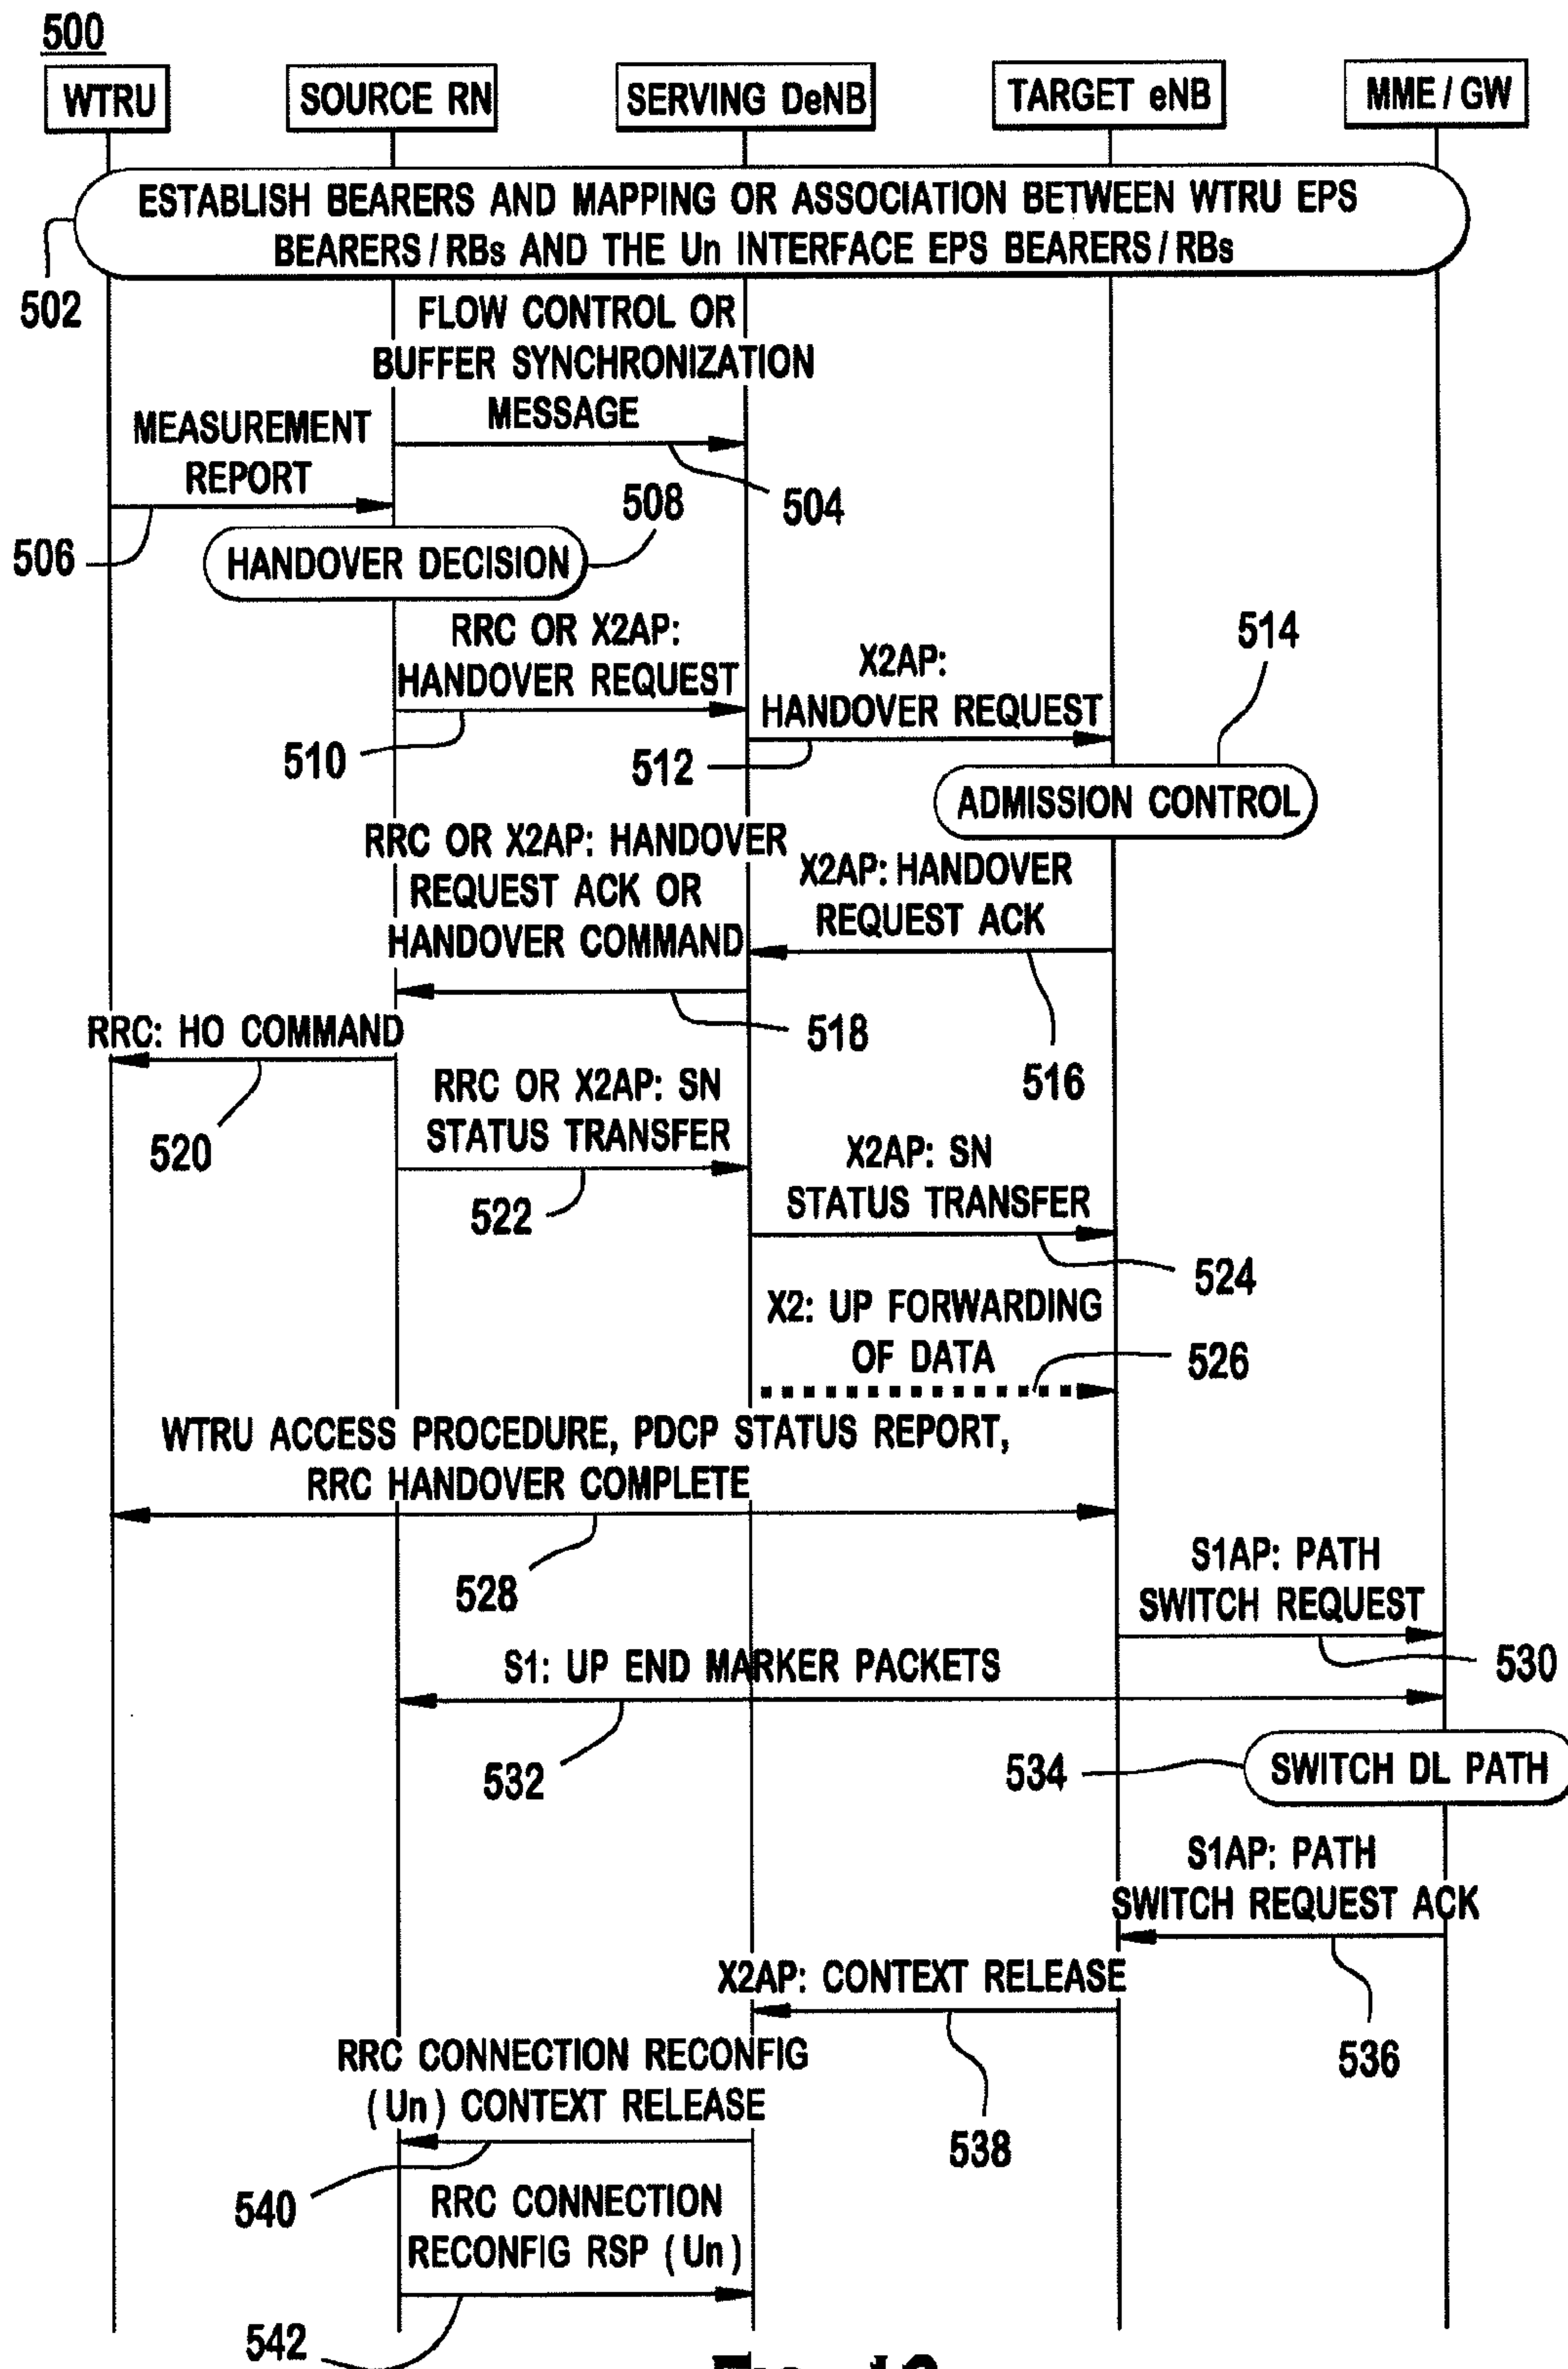 500
WTRU
SOURCE RN
SERVING DeNB
TARGET eNB
MME / GW
ESTABLISH BEARERS AND MAPPING OR ASSOCIATION BETWEEN WTRU EPS
BEARERS / RBs AND THE Un INTERFACE EPS BEARERS / RBs
502
FLOW CONTROL OR
BUFFER SYNCHRONIZATION
MESSAGE
504
MEASUREMENT
REPORT
506
HANDOVER DECISION
508
RRC OR X2AP:
HANDOVER REQUEST
510
X2AP:
HANDOVER REQUEST
512
514
ADMISSION CONTROL
X2AP: HANDOVER
REQUEST ACK
516
RRC OR X2AP: HANDOVER
REQUEST ACK OR
HANDOVER COMMAND
518
RRC: HO COMMAND
520
RRC OR X2AP: SN
STATUS TRANSFER
522
X2AP: SN
STATUS TRANSFER
524
X2: UP FORWARDING
OF DATA
526
WTRU ACCESS PROCEDURE, PDCP STATUS REPORT,
RRC HANDOVER COMPLETE
528
S1AP: PATH
SWITCH REQUEST
530
S1: UP END MARKER PACKETS
532
534
SWITCH DL PATH
S1AP: PATH
SWITCH REQUEST ACK
536
X2AP: CONTEXT RELEASE
538
RRC CONNECTION RECONFIG
( Un ) CONTEXT RELEASE
540
RRC CONNECTION
RECONFIG RSP ( Un )
542